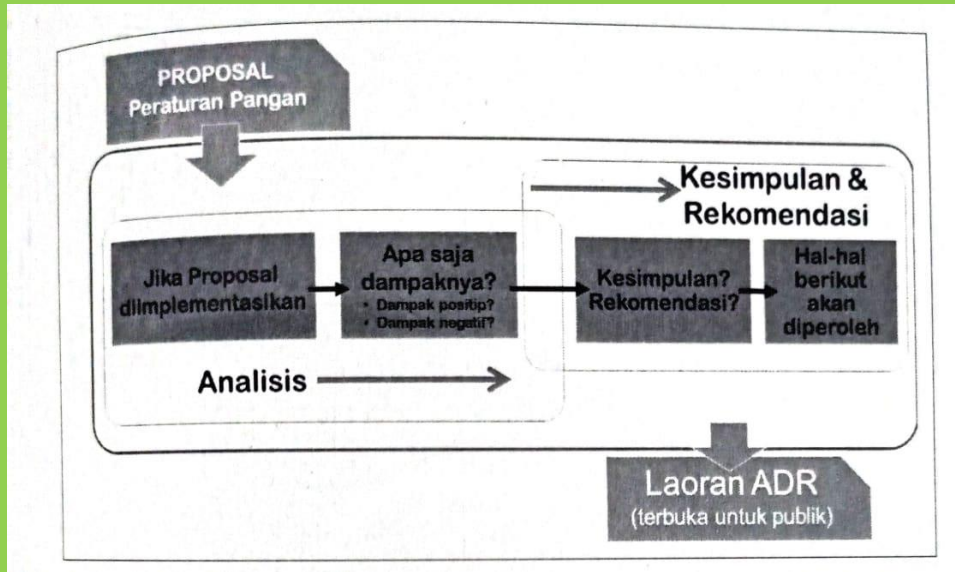 PROPOSAL
Peraturan Pangan
Kesimpulan &
Rekomendasi
Jika Proposal
diimplementasikan
Apa saja
dampaknya?
• Dampak positip?
• Dampak negatif?
Kesimpulan?
Rekomendasi?
Hal-hal
berikut
akan
diperoleh
Analisis
Laoran ADR
(terbuka untuk publik)